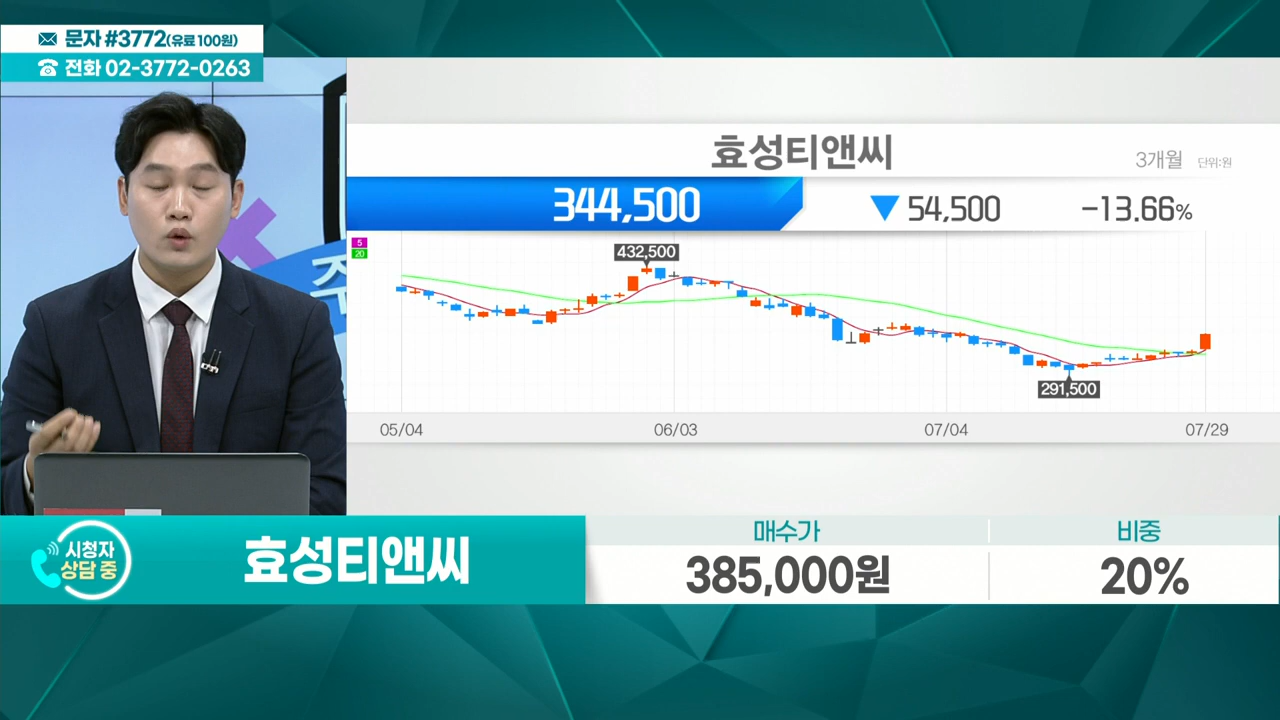 문자 #3772(유료 100원)
전화 02-3772-0263
효성티앤씨
3개월 단위:원
344,500 ▼ 54,500 -13.66%
5
20
432,500
291,500
05/04 06/03 07/04 07/29
시청자
상담 중
효성티앤씨
매수가 비중
385,000원 20%